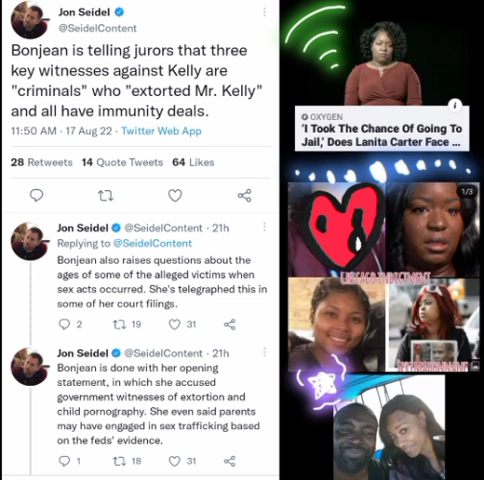 Jon Seidel
@SeidelContent
Bonjean is telling jurors that three
key witnesses against Kelly are
"criminals" who "extorted Mr. Kelly"
and all have immunity deals.
11:50 AM · 17 Aug 22 · Twitter Web App
28 Retweets 14 Quote Tweets 64 Likes
Jon Seidel @SeidelContent · 21h
Replying to @SeidelContent
Bonjean also raises questions about the
ages of some of the alleged victims when
sex acts occurred. She's telegraphed this in
some of her court filings.
2 19 31
Jon Seidel @SeidelContent · 21h
Bonjean is done with her opening
statement, in which she accused
government witnesses of extortion and
child pornography. She even said parents
may have engaged in sex trafficking based
on the feds' evidence.
1 18 31
i
OXYGEN
'I Took The Chance Of Going To
Jail,' Does Lanita Carter Face ...
1/3
CHICAGO INDICTMENT